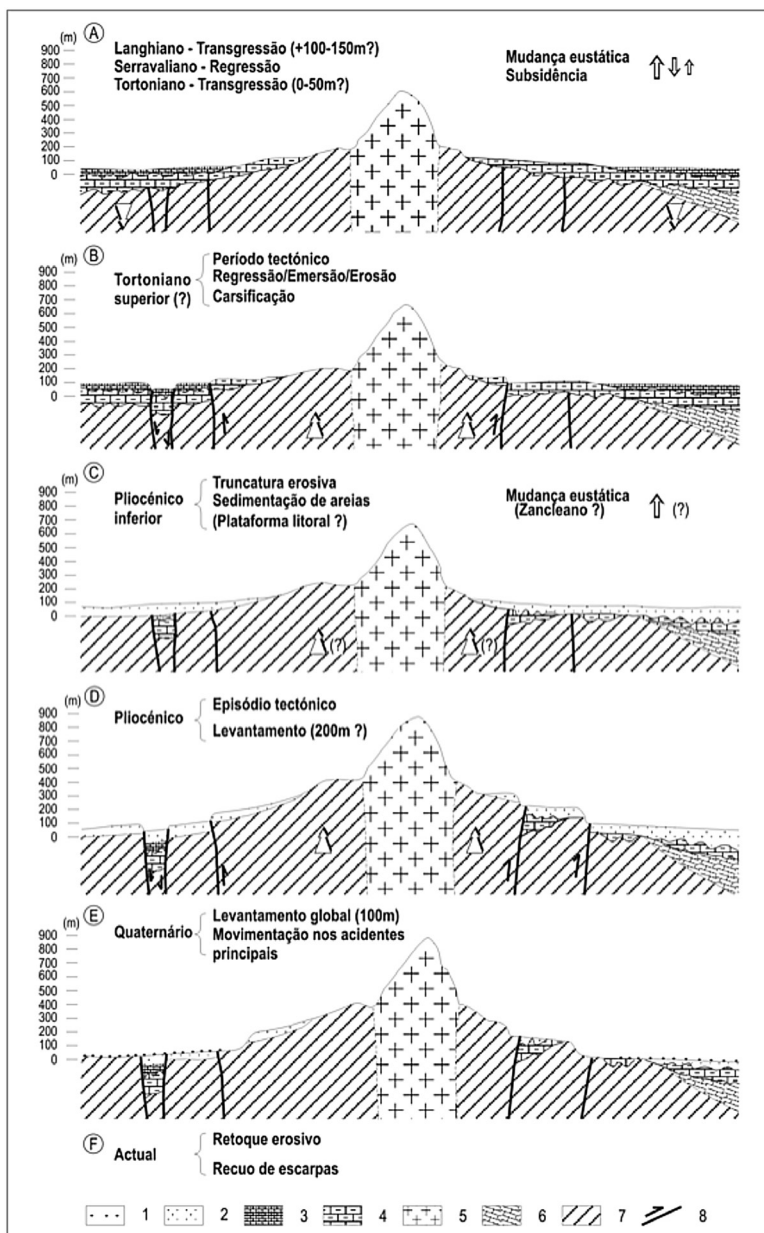 (m) A
Langhiano - Transgressão (+100-150m?)
Serravaliano - Regressão
Tortoniano - Transgressão (0-50m?)
Mudança eustática
Subsidência
900
800
700
600
500
400
300
200
100
0
(m) B
Tortoniano
superior (?)
Período tectónico
Regressão/Emersão/Erosão
Carsificação
900
800
700
600
500
400
300
200
100
0
(m) C
Pliocénico
inferior
Truncatura erosiva
Sedimentação de areias
(Plataforma litoral ?)
Mudança eustática
(Zancleano ?)
(?)
900
800
700
600
500
400
300
200
100
0
(?)
(?)
(m) D
Pliocénico
Episódio tectónico
Levantamento (200m ?)
900
800
700
600
500
400
300
200
100
0
(m) E
Quaternário
Levantamento global (100m)
Movimentação nos acidentes
principais
900
800
700
600
500
400
300
200
100
0
F
Actual
Retoque erosivo
Recuo de escarpas
1 2 3 4 5 6 7 8